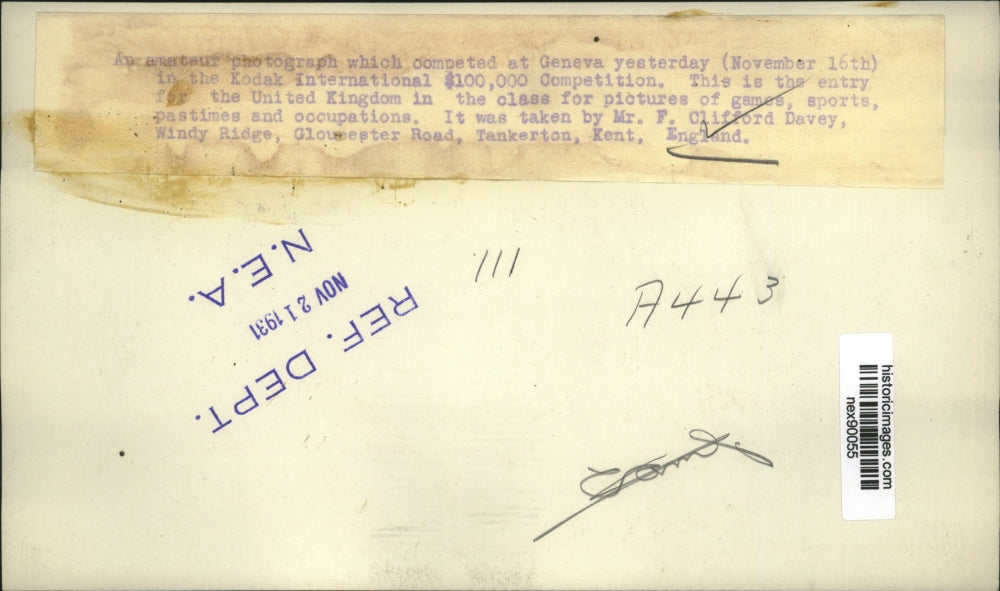 An amateur photograph which competed at Geneva yesterday (November 16th)
in the Kodak International $100,000 Competition. This is the entry
for the United Kingdom in the class for pictures of games, sports,
pastimes and occupations. It was taken by Mr. F. Clifford Davey,
Windy Ridge, Gloucester Road, Tankerton, Kent, England.
REF. DEPT.
NOV 21 1931
N.E.A.
111
A443
historicimages.com
nex90055